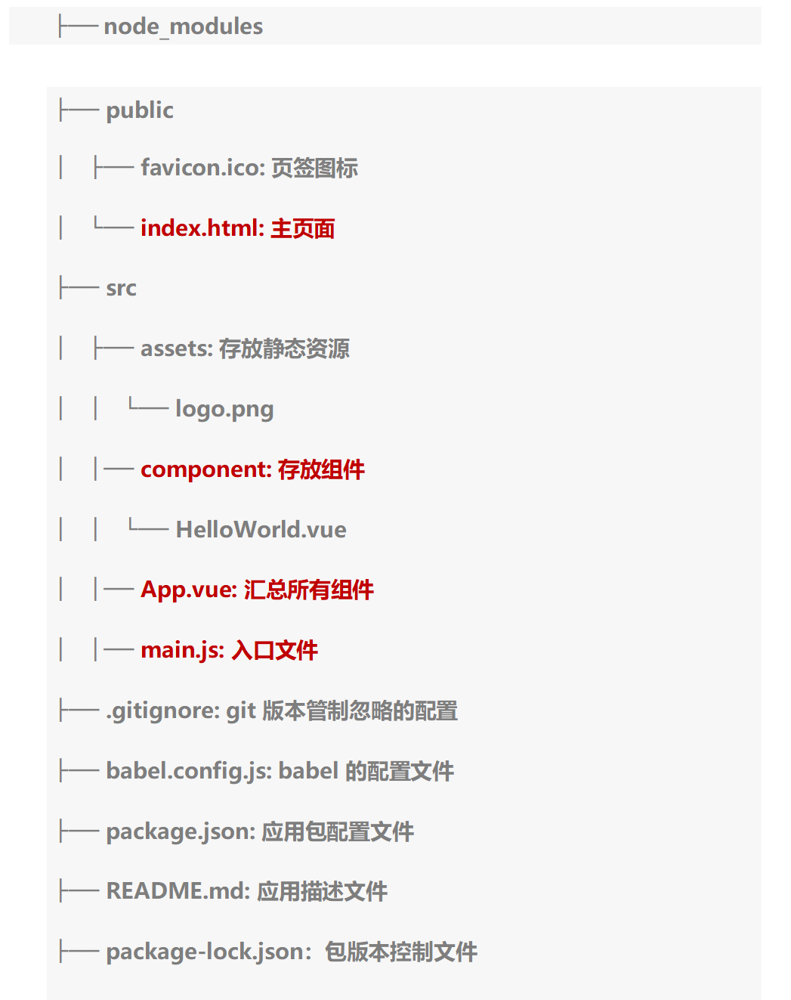 ├── node_modules
├── public
│   ├── favicon.ico: 页签图标
│   └── index.html: 主页面
├── src
│   ├── assets: 存放静态资源
│   │   └── logo.png
│   │── component: 存放组件
│   │   └── HelloWorld.vue
│   │── App.vue: 汇总所有组件
│   │── main.js: 入口文件
├── .gitignore: git 版本管制忽略的配置
├── babel.config.js: babel 的配置文件
├── package.json: 应用包配置文件
├── README.md: 应用描述文件
├── package-lock.json：包版本控制文件